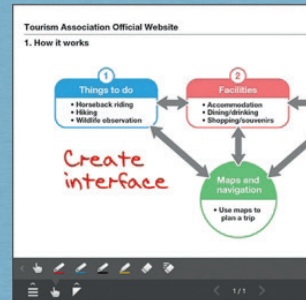 Tourism Association Official Website
1. How it works
1
Things to do
• Horseback riding
• Hiking
• Wildlife observation
2
Facilities
• Accommodation
• Dining/drinking
• Shopping/souvenirs
Create
interface
Maps and
navigation
• Use maps to
plan a trip
1/1